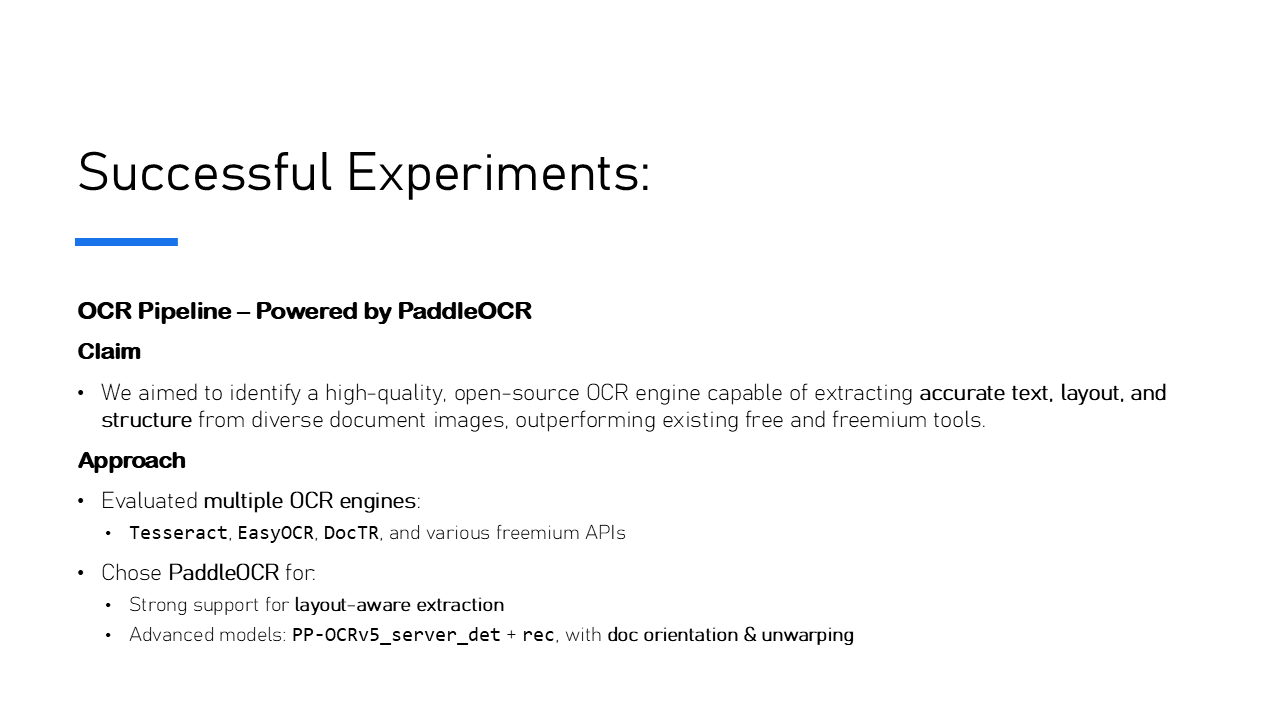 Successful Experiments:
OCR Pipeline – Powered by PaddleOCR
Claim
• We aimed to identify a high-quality, open-source OCR engine capable of extracting accurate text, layout, and
structure from diverse document images, outperforming existing free and freemium tools.
Approach
• Evaluated multiple OCR engines:
• Tesseract, EasyOCR, DocTR, and various freemium APIs
• Chose PaddleOCR for:
• Strong support for layout-aware extraction
• Advanced models: PP-OCRv5_server_det + rec, with doc orientation & unwarping